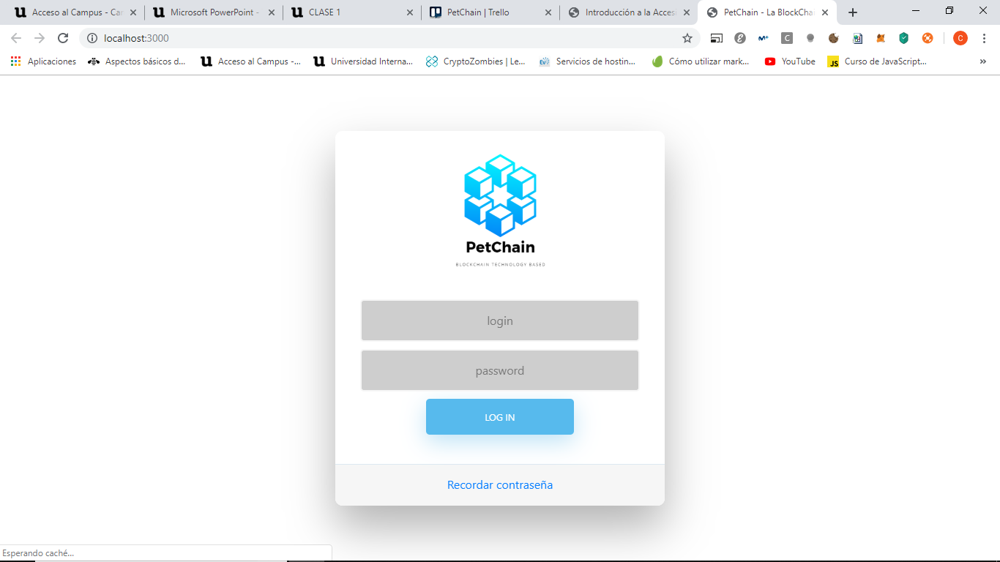 Acceso al Campus - Car
Microsoft PowerPoint -
CLASE 1
PetChain | Trello
Introducción a la Acces
PetChain - La BlockChai
localhost:3000
Aplicaciones
Aspectos básicos d...
Acceso al Campus -...
Universidad Interna...
CryptoZombies | Le...
Servicios de hostin...
Cómo utilizar mark...
YouTube
Curso de JavaScript...
PetChain
BLOCKCHAIN TECHNOLOGY BASED
login
password
LOG IN
Recordar contraseña
Esperando caché...